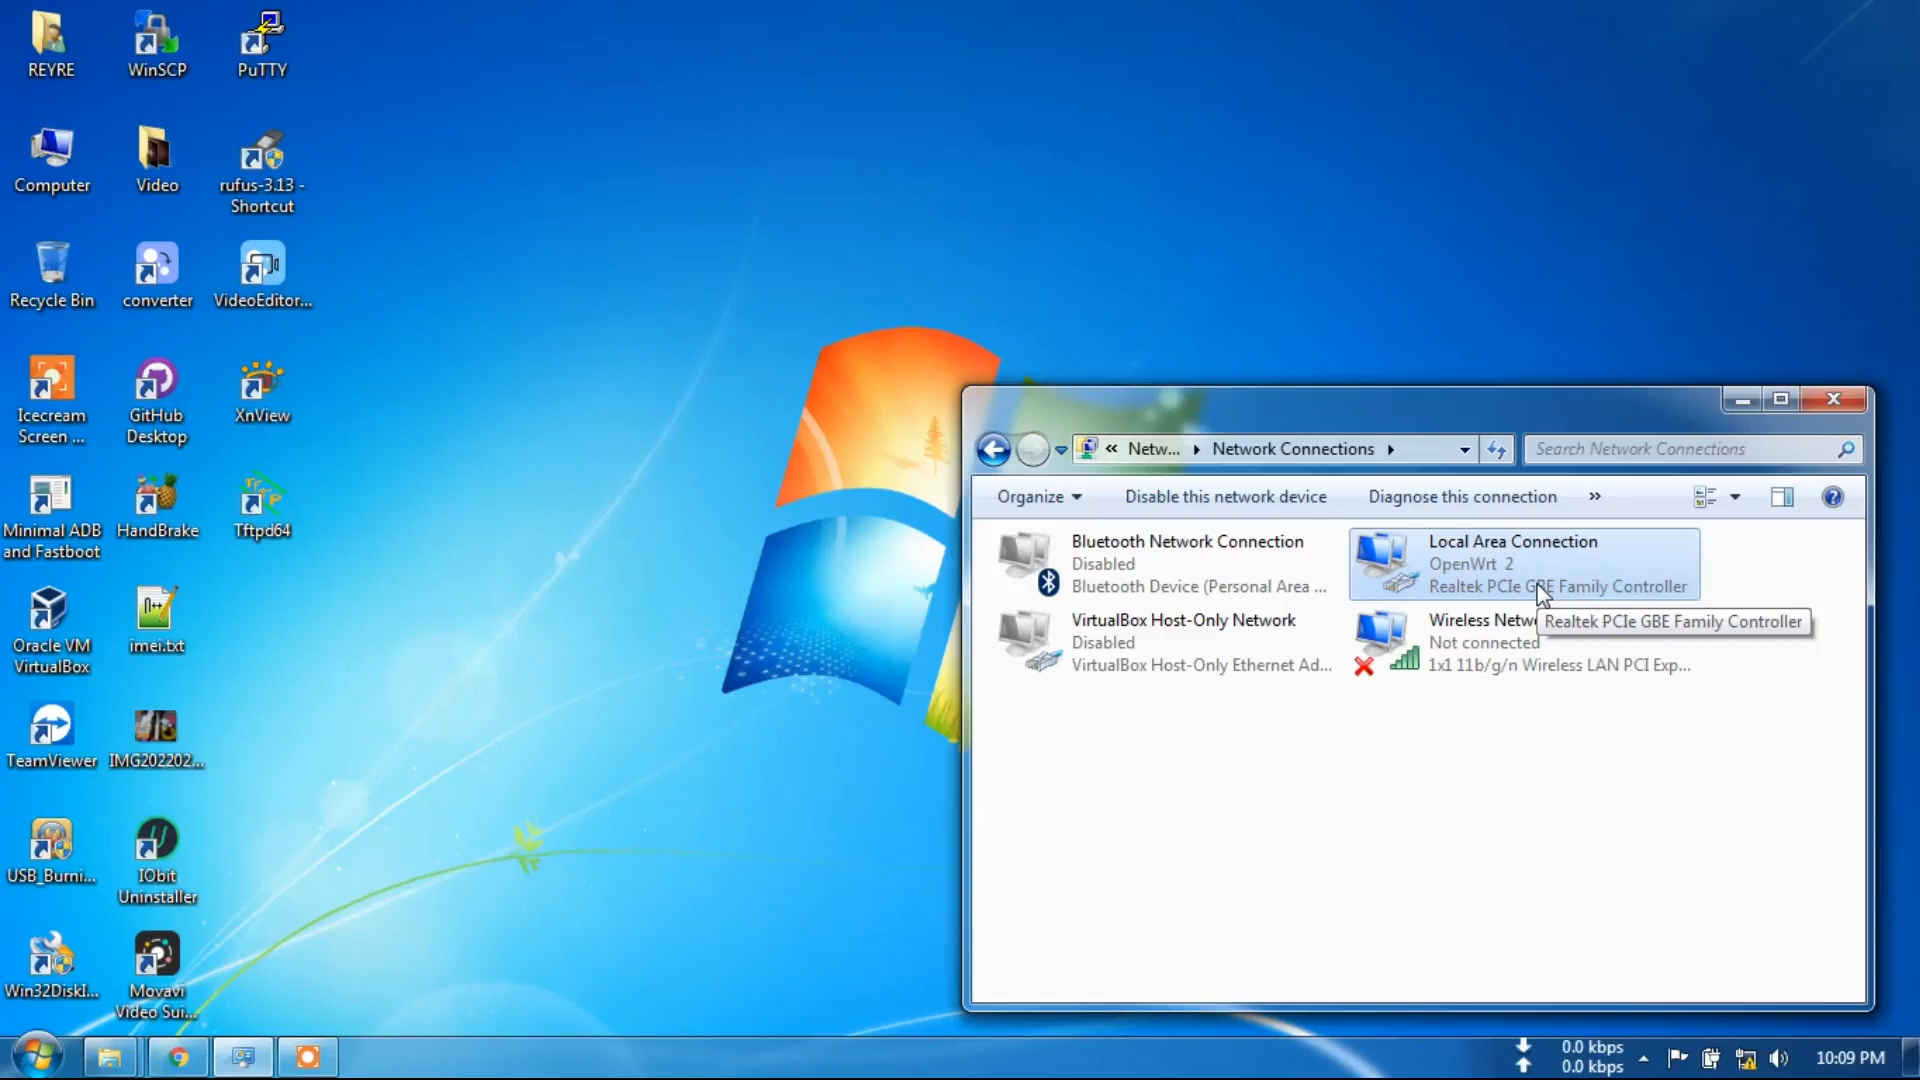 REYRE
WinSCP
PuTTY
Computer
Video
rufus-3.13 -
Shortcut
Recycle Bin
converter
VideoEditor...
Icecream
Screen ...
GitHub
Desktop
XnView
Minimal ADB
and Fastboot
HandBrake
Tftpd64
Oracle VM
VirtualBox
imei.txt
TeamViewer
IMG202202...
USB_Burni...
IObit
Uninstaller
Win32DiskI...
Movavi
Video Sui...
« Netw... Network Connections
Search Network Connections
Organize Disable this network device Diagnose this connection »
Bluetooth Network Connection
Disabled
Bluetooth Device (Personal Area ...
Local Area Connection
OpenWrt 2
Realtek PCIe GBE Family Controller
VirtualBox Host-Only Network
Disabled
VirtualBox Host-Only Ethernet Ad...
Wireless Netw
Not connected
1x1 11b/g/n Wireless LAN PCI Exp...
Realtek PCIe GBE Family Controller
0.0 kbps
0.0 kbps
10:09 PM